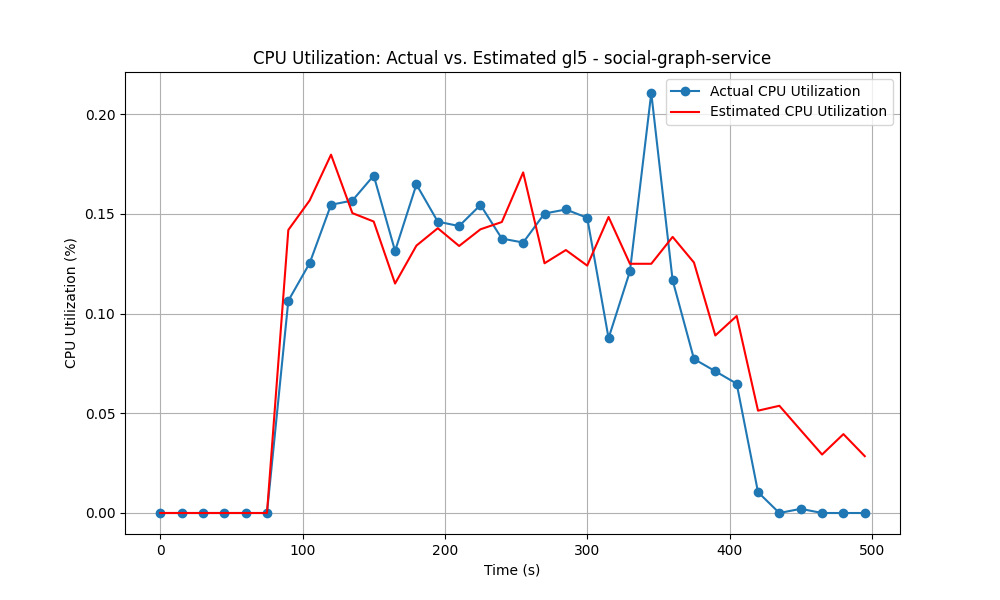 CPU Utilization: Actual vs. Estimated gl5 - social-graph-service
Actual CPU Utilization
Estimated CPU Utilization
CPU Utilization (%)
0.20
0.15
0.10
0.05
0.00
0 100 200 300 400 500
Time (s)